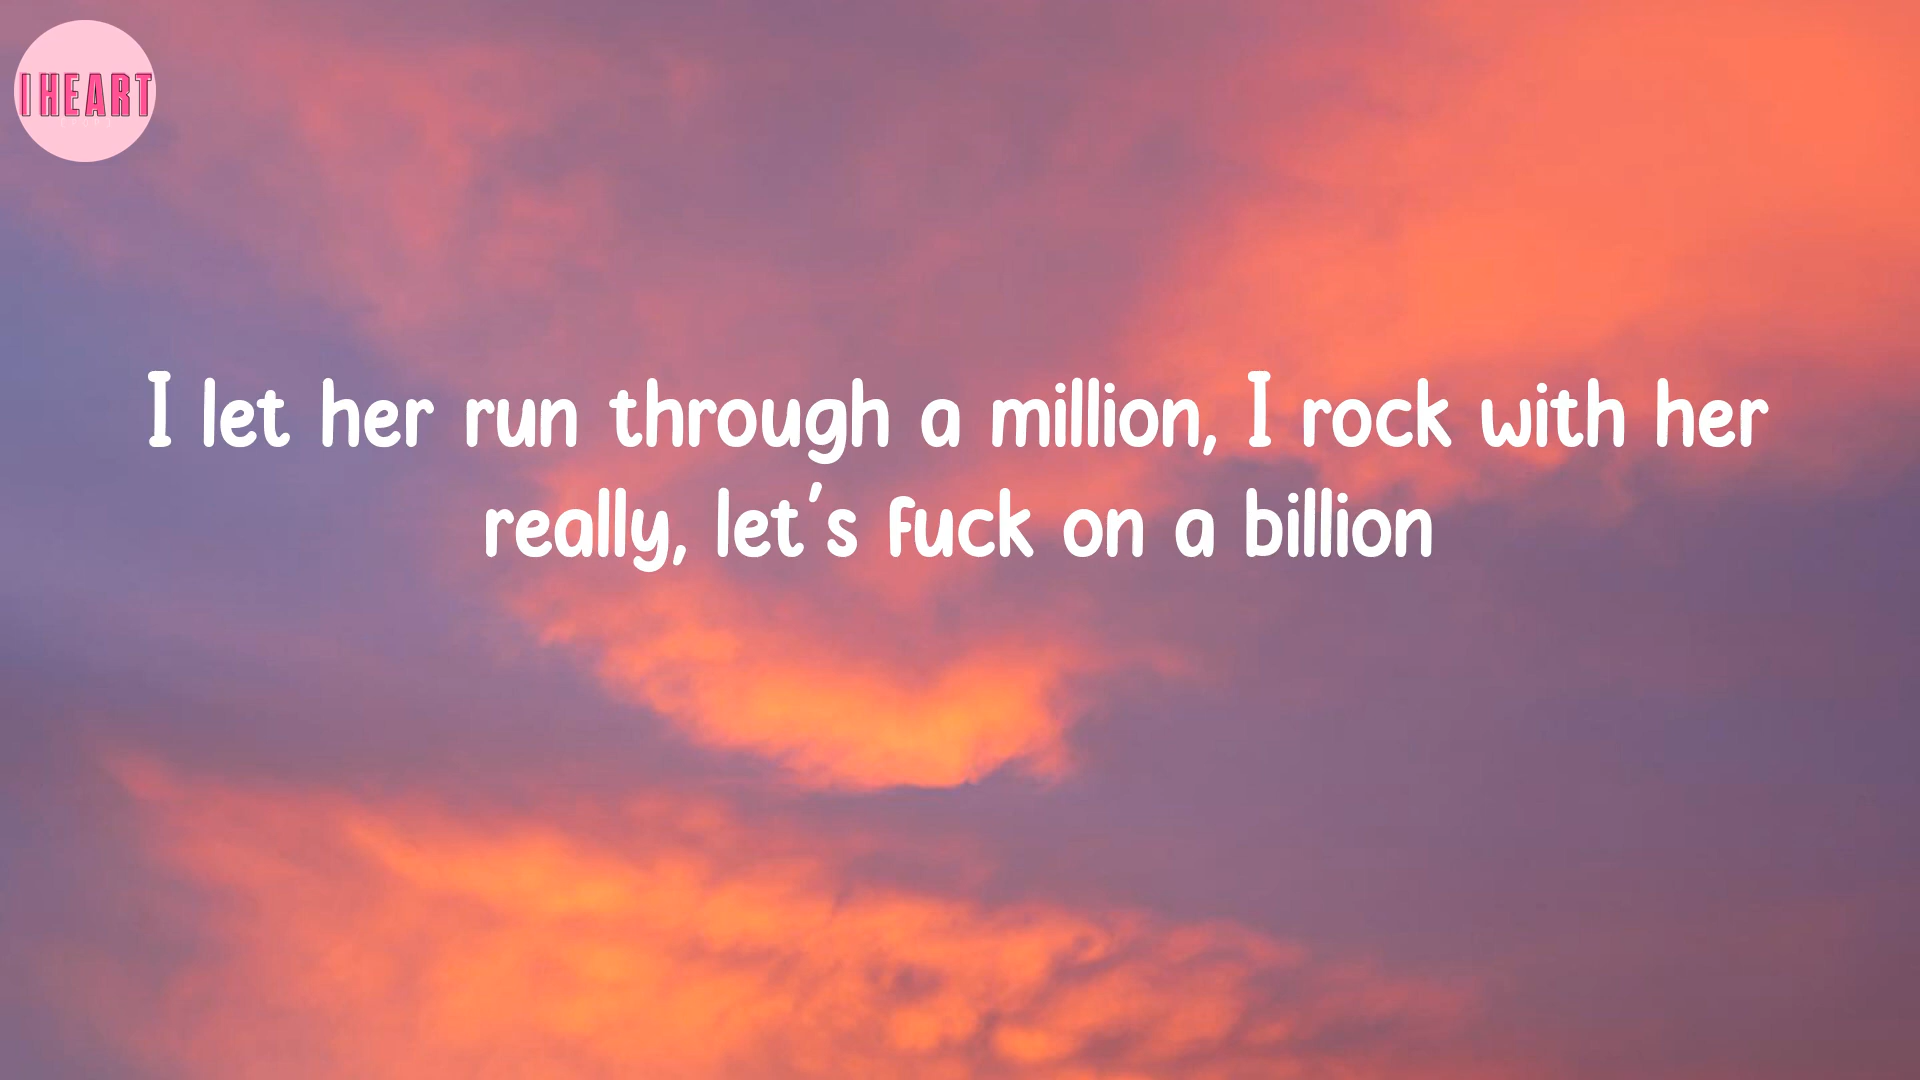 I HEART
I let her run through a million, I rock with her
really, let's fuck on a billion